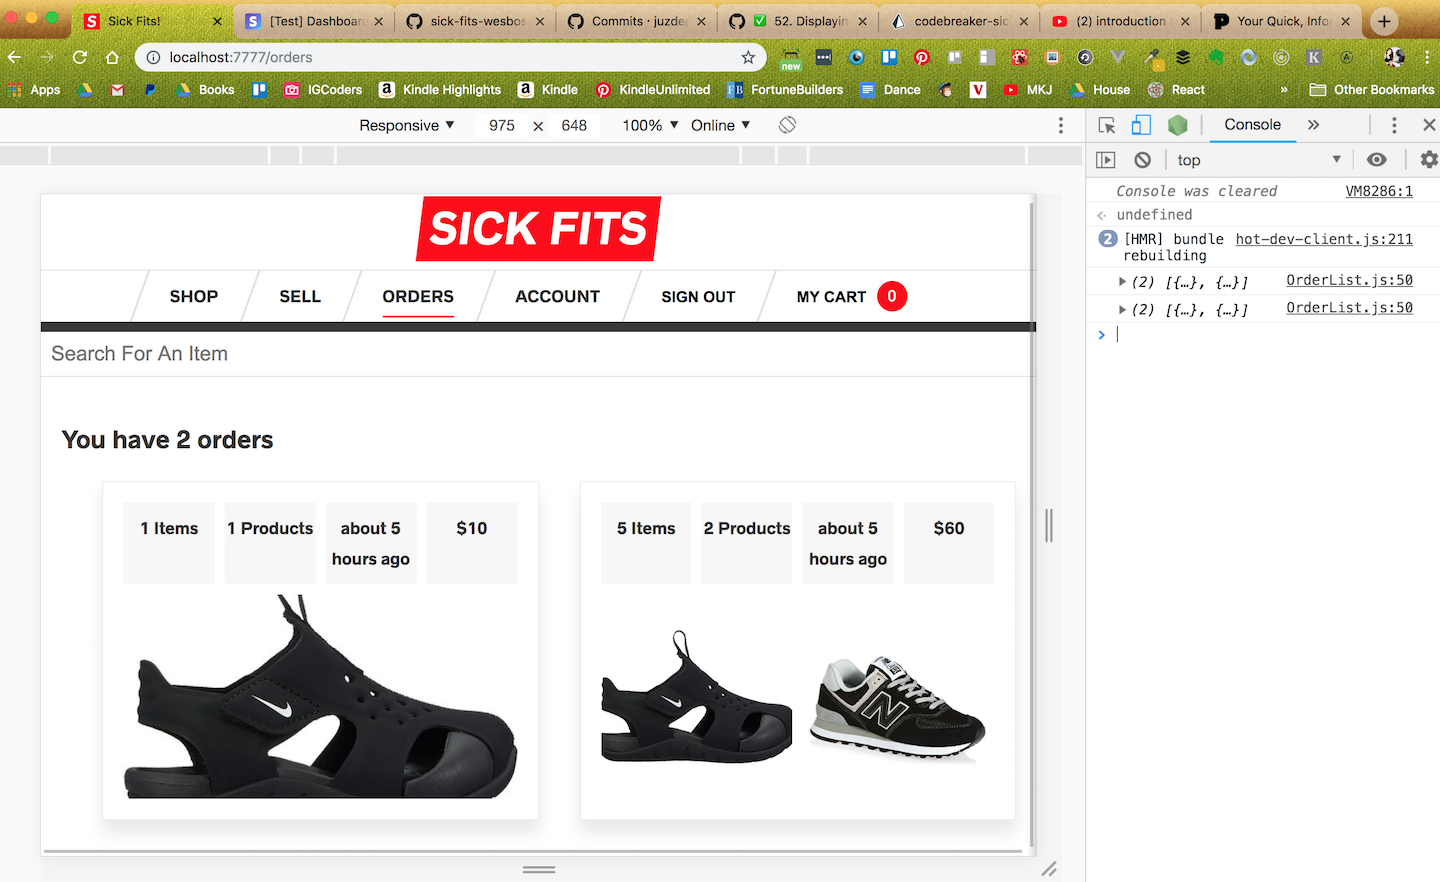 Sick Fits!
[Test] Dashboar
sick-fits-wesbos
Commits · juzde
52. Displayin
codebreaker-sic
(2) introduction
Your Quick, Infor
localhost:7777/orders
new
Apps
Books
IGCoders
Kindle Highlights
Kindle
KindleUnlimited
FortuneBuilders
Dance
MKJ
House
React
»
Other Bookmarks
Responsive ▼ 975 × 648 100% ▼ Online ▼
Console »
top ▼
Console was cleared VM8286:1
undefined
2 [HMR] bundle hot-dev-client.js:211
rebuilding
(2) [{…}, {…}] OrderList.js:50
(2) [{…}, {…}] OrderList.js:50
SICK FITS
SHOP SELL ORDERS ACCOUNT SIGN OUT MY CART 0
Search For An Item
You have 2 orders
1 Items
1 Products
about 5
hours ago
$10
5 Items
2 Products
about 5
hours ago
$60
N